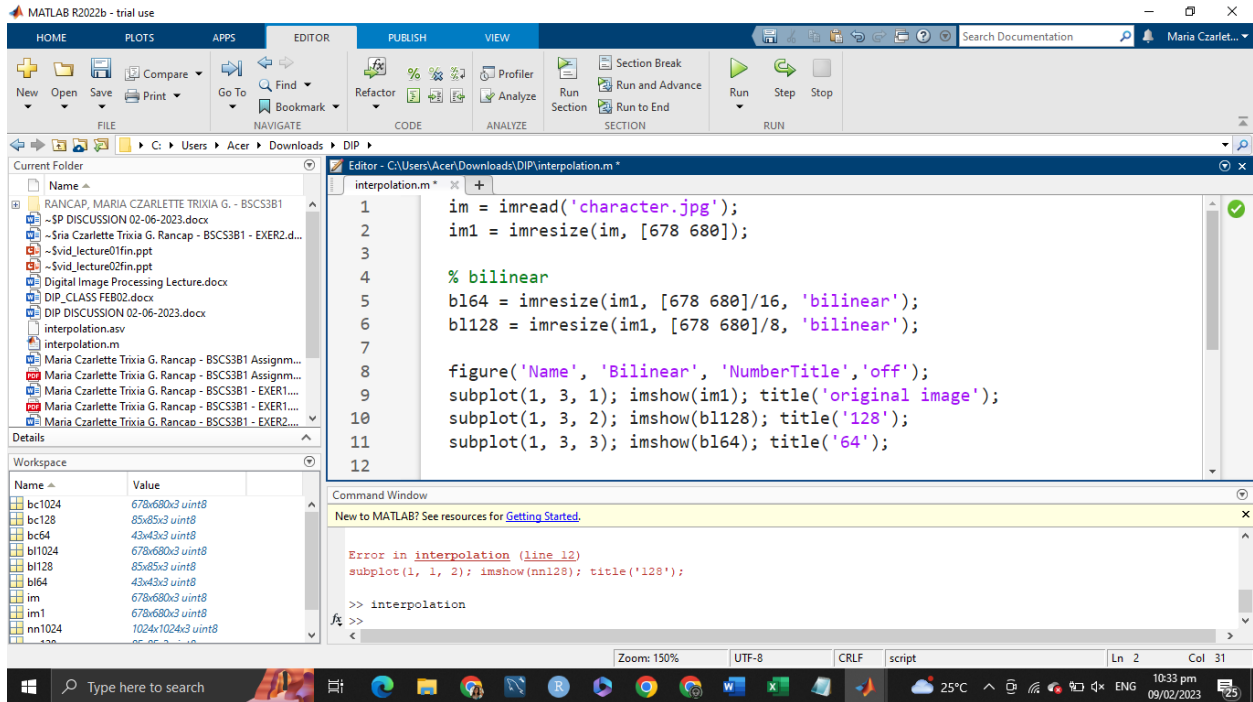 MATLAB R2022b - trial use
HOME PLOTS APPS EDITOR PUBLISH VIEW Search Documentation Maria Czarlet...
New Open Save Compare Print Go To Find Bookmark Refactor Profiler Analyze Run Section Section Break Run and Advance Run to End Run Step Stop
FILE NAVIGATE CODE ANALYZE SECTION RUN
C: Users Acer Downloads DIP
Current Folder
Name
RANCAP, MARIA CZARLETTE TRIXIA G. - BSCS3B1
~$P DISCUSSION 02-06-2023.docx
~$ria Czarlette Trixia G. Rancap - BSCS3B1 - EXER2.d...
~$vid_lecture01fin.ppt
~$vid_lecture02fin.ppt
Digital Image Processing Lecture.docx
DIP_CLASS FEB02.docx
DIP DISCUSSION 02-06-2023.docx
interpolation.asv
interpolation.m
Maria Czarlette Trixia G. Rancap - BSCS3B1 Assignm...
Maria Czarlette Trixia G. Rancap - BSCS3B1 Assignm...
Maria Czarlette Trixia G. Rancap - BSCS3B1 - EXER1....
Maria Czarlette Trixia G. Rancap - BSCS3B1 - EXER1....
Maria Czarlette Trixia G. Rancap - BSCS3B1 - EXER2....
Details
Workspace
Name Value
bc1024 678x680x3 uint8
bc128 85x85x3 uint8
bc64 43x43x3 uint8
bl1024 678x680x3 uint8
bl128 85x85x3 uint8
bl64 43x43x3 uint8
im 678x680x3 uint8
im1 678x680x3 uint8
nn1024 1024x1024x3 uint8
Editor - C:\Users\Acer\Downloads\DIP\interpolation.m *
interpolation.m *
1 im = imread('character.jpg');
2 im1 = imresize(im, [678 680]);
3
4 % bilinear
5 bl64 = imresize(im1, [678 680]/16, 'bilinear');
6 bl128 = imresize(im1, [678 680]/8, 'bilinear');
7
8 figure('Name', 'Bilinear', 'NumberTitle','off');
9 subplot(1, 3, 1); imshow(im1); title('original image');
10 subplot(1, 3, 2); imshow(bl128); title('128');
11 subplot(1, 3, 3); imshow(bl64); title('64');
12
Command Window
New to MATLAB? See resources for Getting Started.
Error in interpolation (line 12)
subplot(1, 1, 2); imshow(nn128); title('128');
>> interpolation
fx >>
Zoom: 150% UTF-8 CRLF script Ln 2 Col 31
Type here to search
25°C ENG 10:33 pm
09/02/2023
25